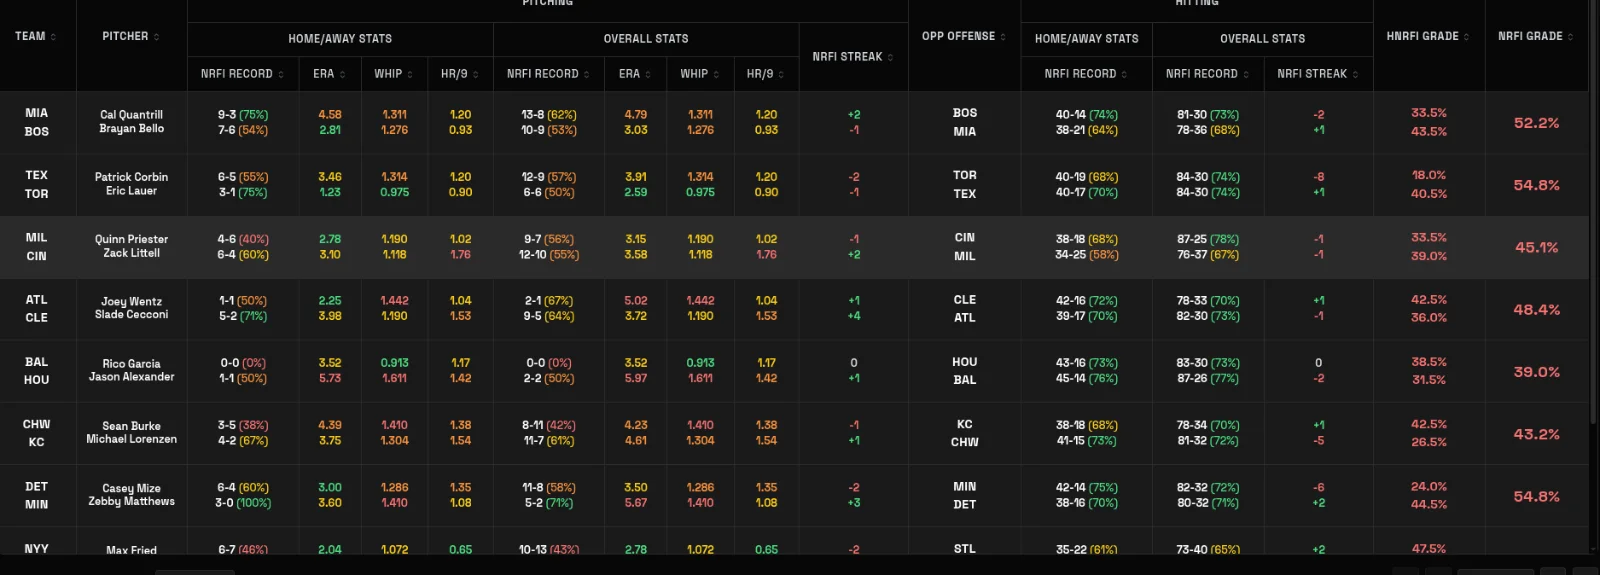 PITCHING HITTING
TEAM PITCHER HOME/AWAY STATS OVERALL STATS NRFI STREAK OPP OFFENSE HOME/AWAY STATS OVERALL STATS HNRFI GRADE NRFI GRADE
NRFI RECORD ERA WHIP HR/9 NRFI RECORD ERA WHIP HR/9 NRFI RECORD NRFI RECORD NRFI STREAK
MIA Cal Quantrill 9-3 (75%) 4.58 1.311 1.20 13-8 (62%) 4.79 1.311 1.20 +2 BOS 40-14 (74%) 81-30 (73%) -2 33.5% 52.2%
BOS Brayan Bello 7-6 (54%) 2.81 1.276 0.93 10-9 (53%) 3.03 1.276 0.93 -1 MIA 38-21 (64%) 78-36 (68%) +1 43.5%
TEX Patrick Corbin 6-5 (55%) 3.46 1.314 1.20 12-9 (57%) 3.91 1.314 1.20 -2 TOR 40-19 (68%) 84-30 (74%) -8 18.0% 54.8%
TOR Eric Lauer 3-1 (75%) 1.23 0.975 0.90 6-6 (50%) 2.59 0.975 0.90 -1 TEX 40-17 (70%) 84-30 (74%) +1 40.5%
MIL Quinn Priester 4-6 (40%) 2.78 1.190 1.02 9-7 (56%) 3.15 1.190 1.02 -1 CIN 38-18 (68%) 87-25 (78%) -1 33.5% 45.1%
CIN Zack Littell 6-4 (60%) 3.10 1.118 1.76 12-10 (55%) 3.58 1.118 1.76 +2 MIL 34-25 (58%) 76-37 (67%) -1 39.0%
ATL Joey Wentz 1-1 (50%) 2.25 1.442 1.04 2-1 (67%) 5.02 1.442 1.04 +1 CLE 42-16 (72%) 78-33 (70%) +1 42.5% 48.4%
CLE Slade Cecconi 5-2 (71%) 3.98 1.190 1.53 9-5 (64%) 3.72 1.190 1.53 +4 ATL 39-17 (70%) 82-30 (73%) -1 36.0%
BAL Rico Garcia 0-0 (0%) 3.52 0.913 1.17 0-0 (0%) 3.52 0.913 1.17 0 HOU 43-16 (73%) 83-30 (73%) 0 38.5% 39.0%
HOU Jason Alexander 1-1 (50%) 5.73 1.611 1.42 2-2 (50%) 5.97 1.611 1.42 +1 BAL 45-14 (76%) 87-26 (77%) -2 31.5%
CHW Sean Burke 3-5 (38%) 4.39 1.410 1.38 8-11 (42%) 4.23 1.410 1.38 -1 KC 38-18 (68%) 78-34 (70%) +1 42.5% 43.2%
KC Michael Lorenzen 4-2 (67%) 3.75 1.304 1.54 11-7 (61%) 4.61 1.304 1.54 +1 CHW 41-15 (73%) 81-32 (72%) -5 26.5%
DET Casey Mize 6-4 (60%) 3.00 1.286 1.35 11-8 (58%) 3.50 1.286 1.35 -2 MIN 42-14 (75%) 82-32 (72%) -6 24.0% 54.8%
MIN Zebby Matthews 3-0 (100%) 3.60 1.410 1.08 5-2 (71%) 5.67 1.410 1.08 +3 DET 38-16 (70%) 80-32 (71%) +2 44.5%
NYY Max Fried 6-7 (46%) 2.04 1.072 0.65 10-13 (43%) 2.78 1.072 0.65 -2 STL 35-22 (61%) 73-40 (65%) +2 47.5%